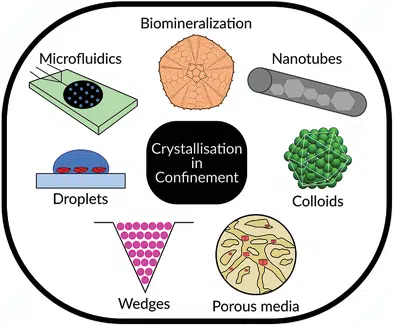 Biomineralization
Microfluidics
Nanotubes
Crystallisation
in
Confinement
Droplets
Colloids
Wedges
Porous media